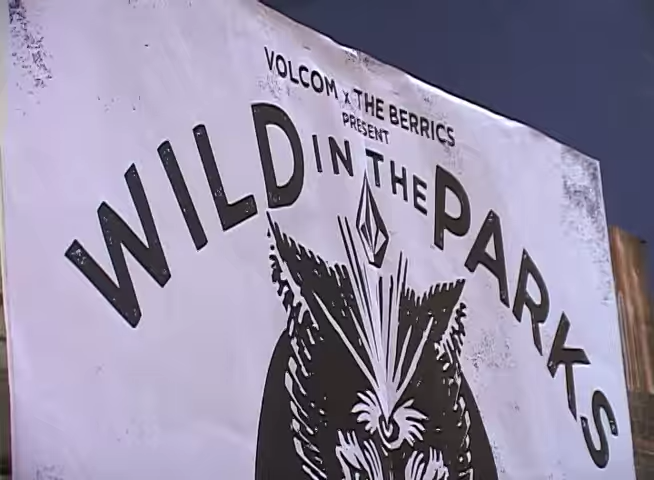 VOLCOM x THE BERRICS
PRESENT
WILD IN THE PARKS